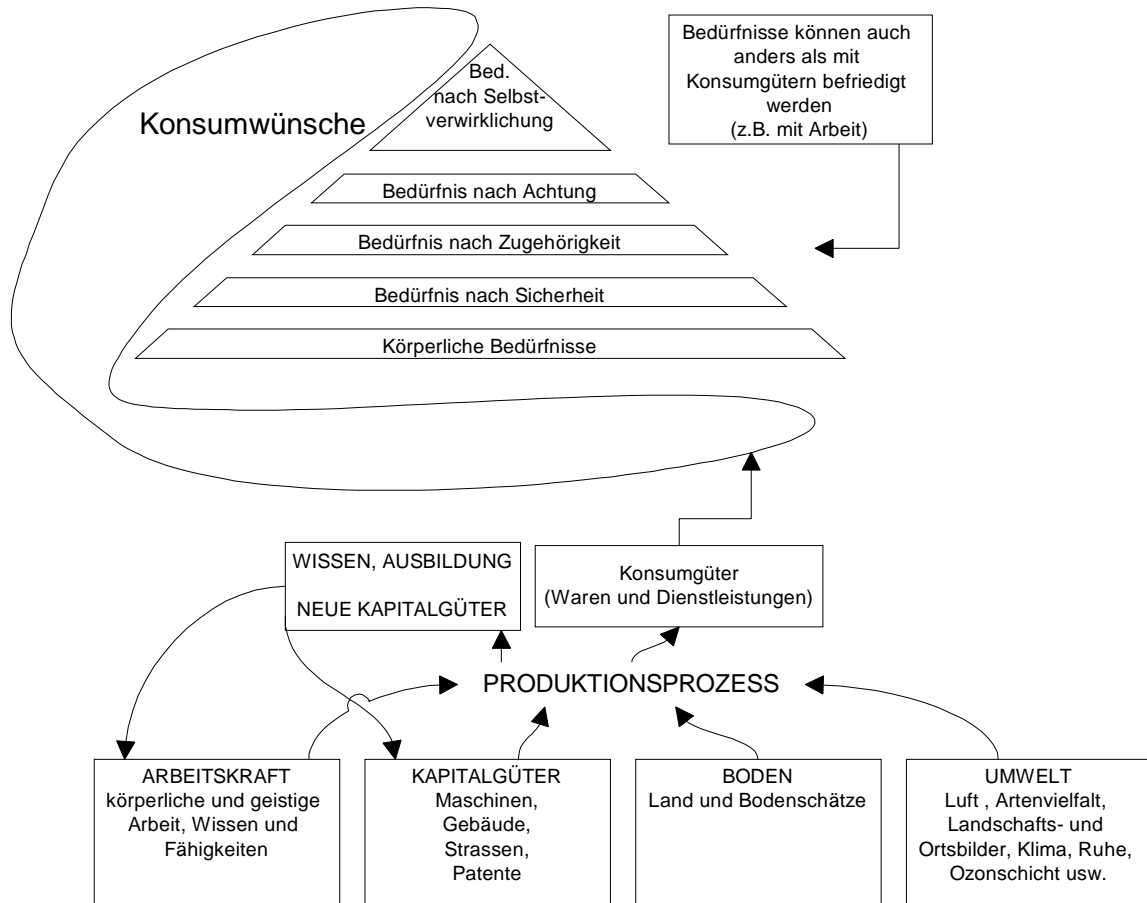 Bedürfnisse können auch
anders als mit
Konsumgütern befriedigt
werden
(z.B. mit Arbeit)
Konsumwünsche
Bed.
nach Selbst-
verwirklichung
Bedürfnis nach Achtung
Bedürfnis nach Zugehörigkeit
Bedürfnis nach Sicherheit
Körperliche Bedürfnisse
WISSEN, AUSBILDUNG
NEUE KAPITALGÜTER
Konsumgüter
(Waren und Dienstleistungen)
PRODUKTIONSPROZESS
ARBEITSKRAFT
körperliche und geistige
Arbeit, Wissen und
Fähigkeiten
KAPITALGÜTER
Maschinen,
Gebäude,
Strassen,
Patente
BODEN
Land und Bodenschätze
UMWELT
Luft , Artenvielfalt,
Landschafts- und
Ortsbilder, Klima, Ruhe,
Ozonschicht usw.